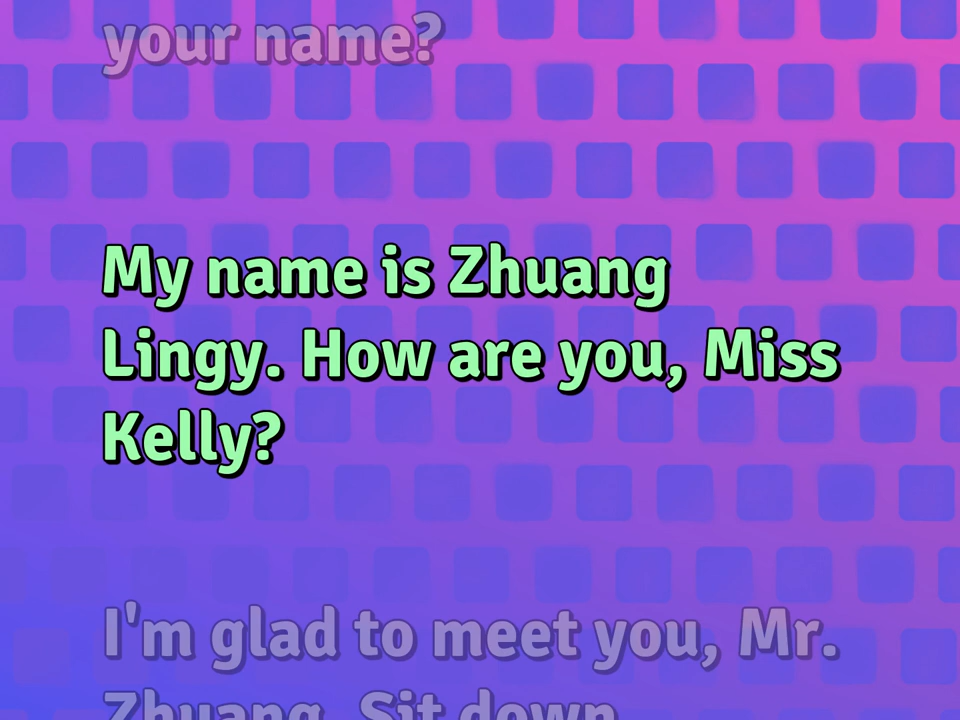 your name?
My name is Zhuang
Lingy. How are you, Miss
Kelly?
I'm glad to meet you, Mr.
Zhuang. Sit down